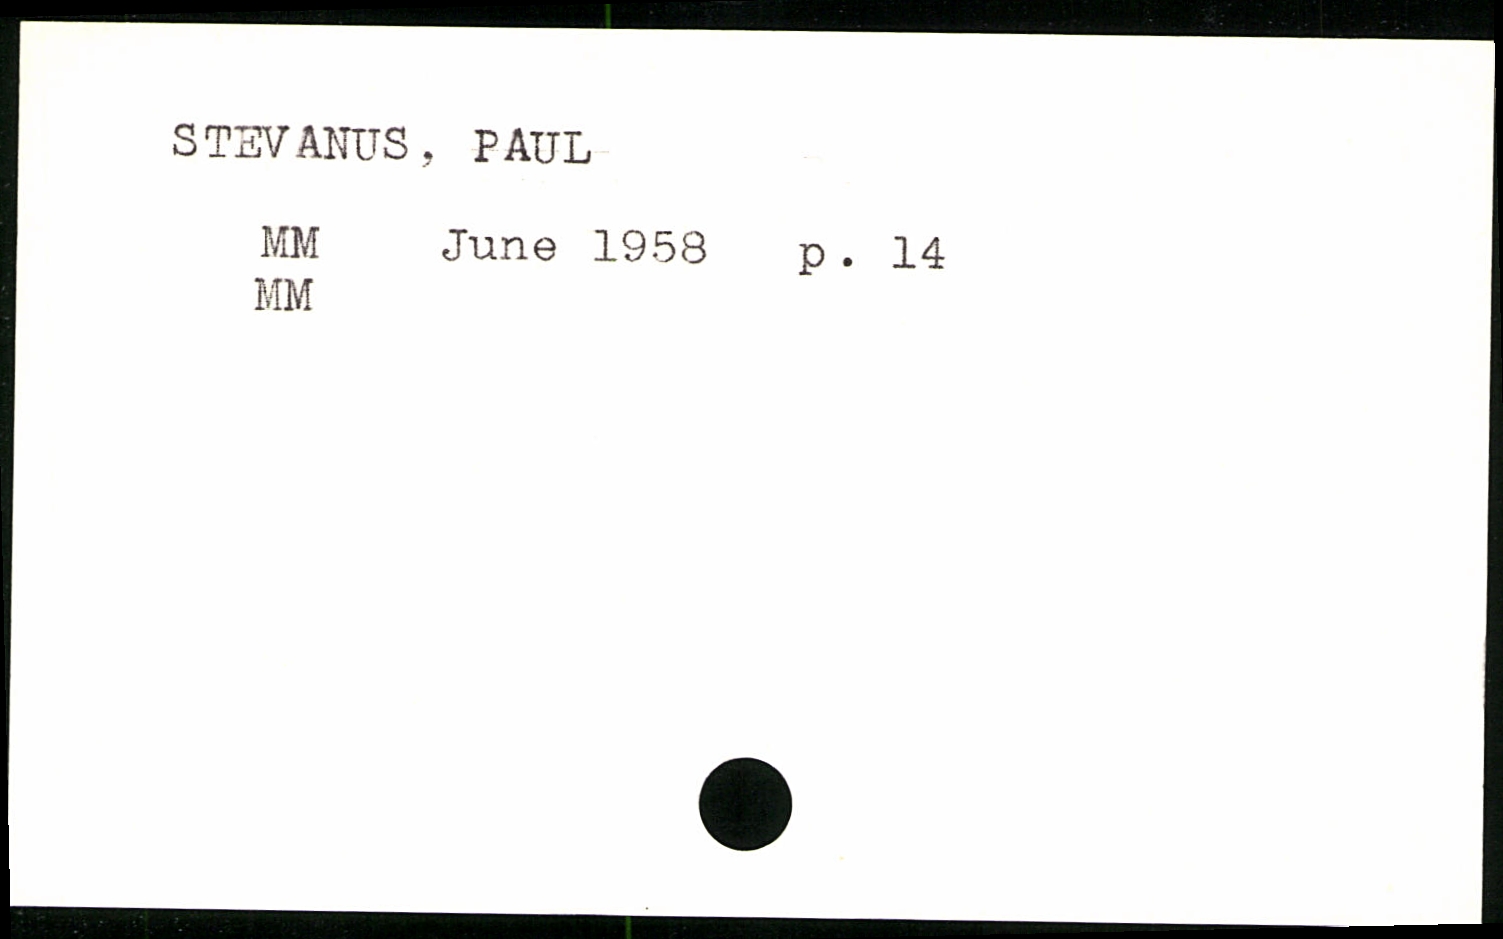 STEVANUS, PAUL
MM June 1958 p. 14
MM